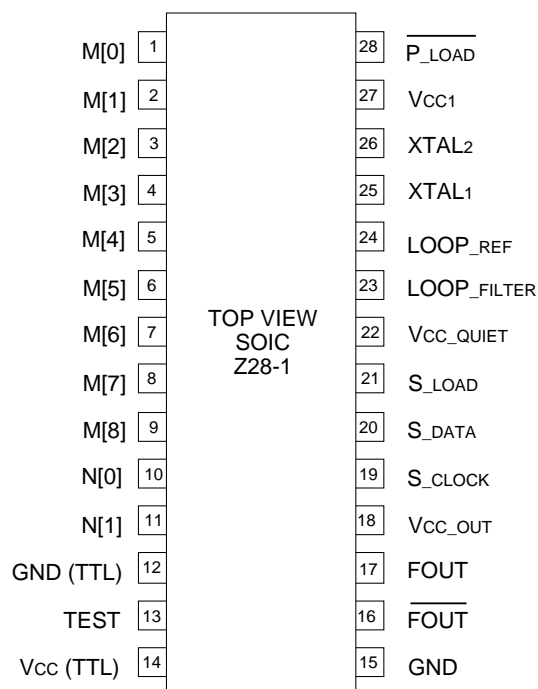 M[0] 1 28 P_LOAD
M[1] 2 27 VCC1
M[2] 3 26 XTAL2
M[3] 4 25 XTAL1
M[4] 5 24 LOOP_REF
M[5] 6 23 LOOP_FILTER
TOP VIEW
SOIC
Z28-1
M[6] 7 22 VCC_QUIET
M[7] 8 21 S_LOAD
M[8] 9 20 S_DATA
N[0] 10 19 S_CLOCK
N[1] 11 18 VCC_OUT
GND (TTL) 12 17 FOUT
TEST 13 16 FOUT
VCC (TTL) 14 15 GND